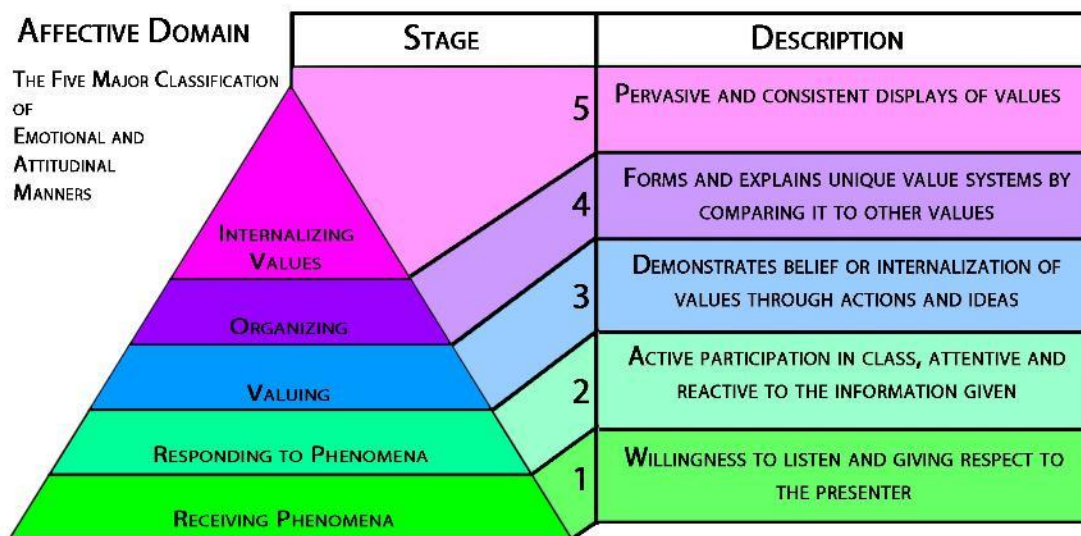 Affective Domain
The Five Major Classification
of
Emotional and
Attitudinal
Manners
Stage
Description
Internalizing
Values
5
Pervasive and consistent displays of values
Organizing
4
Forms and explains unique value systems by
comparing it to other values
Valuing
3
Demonstrates belief or internalization of
values through actions and ideas
Responding to Phenomena
2
Active participation in class, attentive and
reactive to the information given
Receiving Phenomena
1
Willingness to listen and giving respect to
the presenter